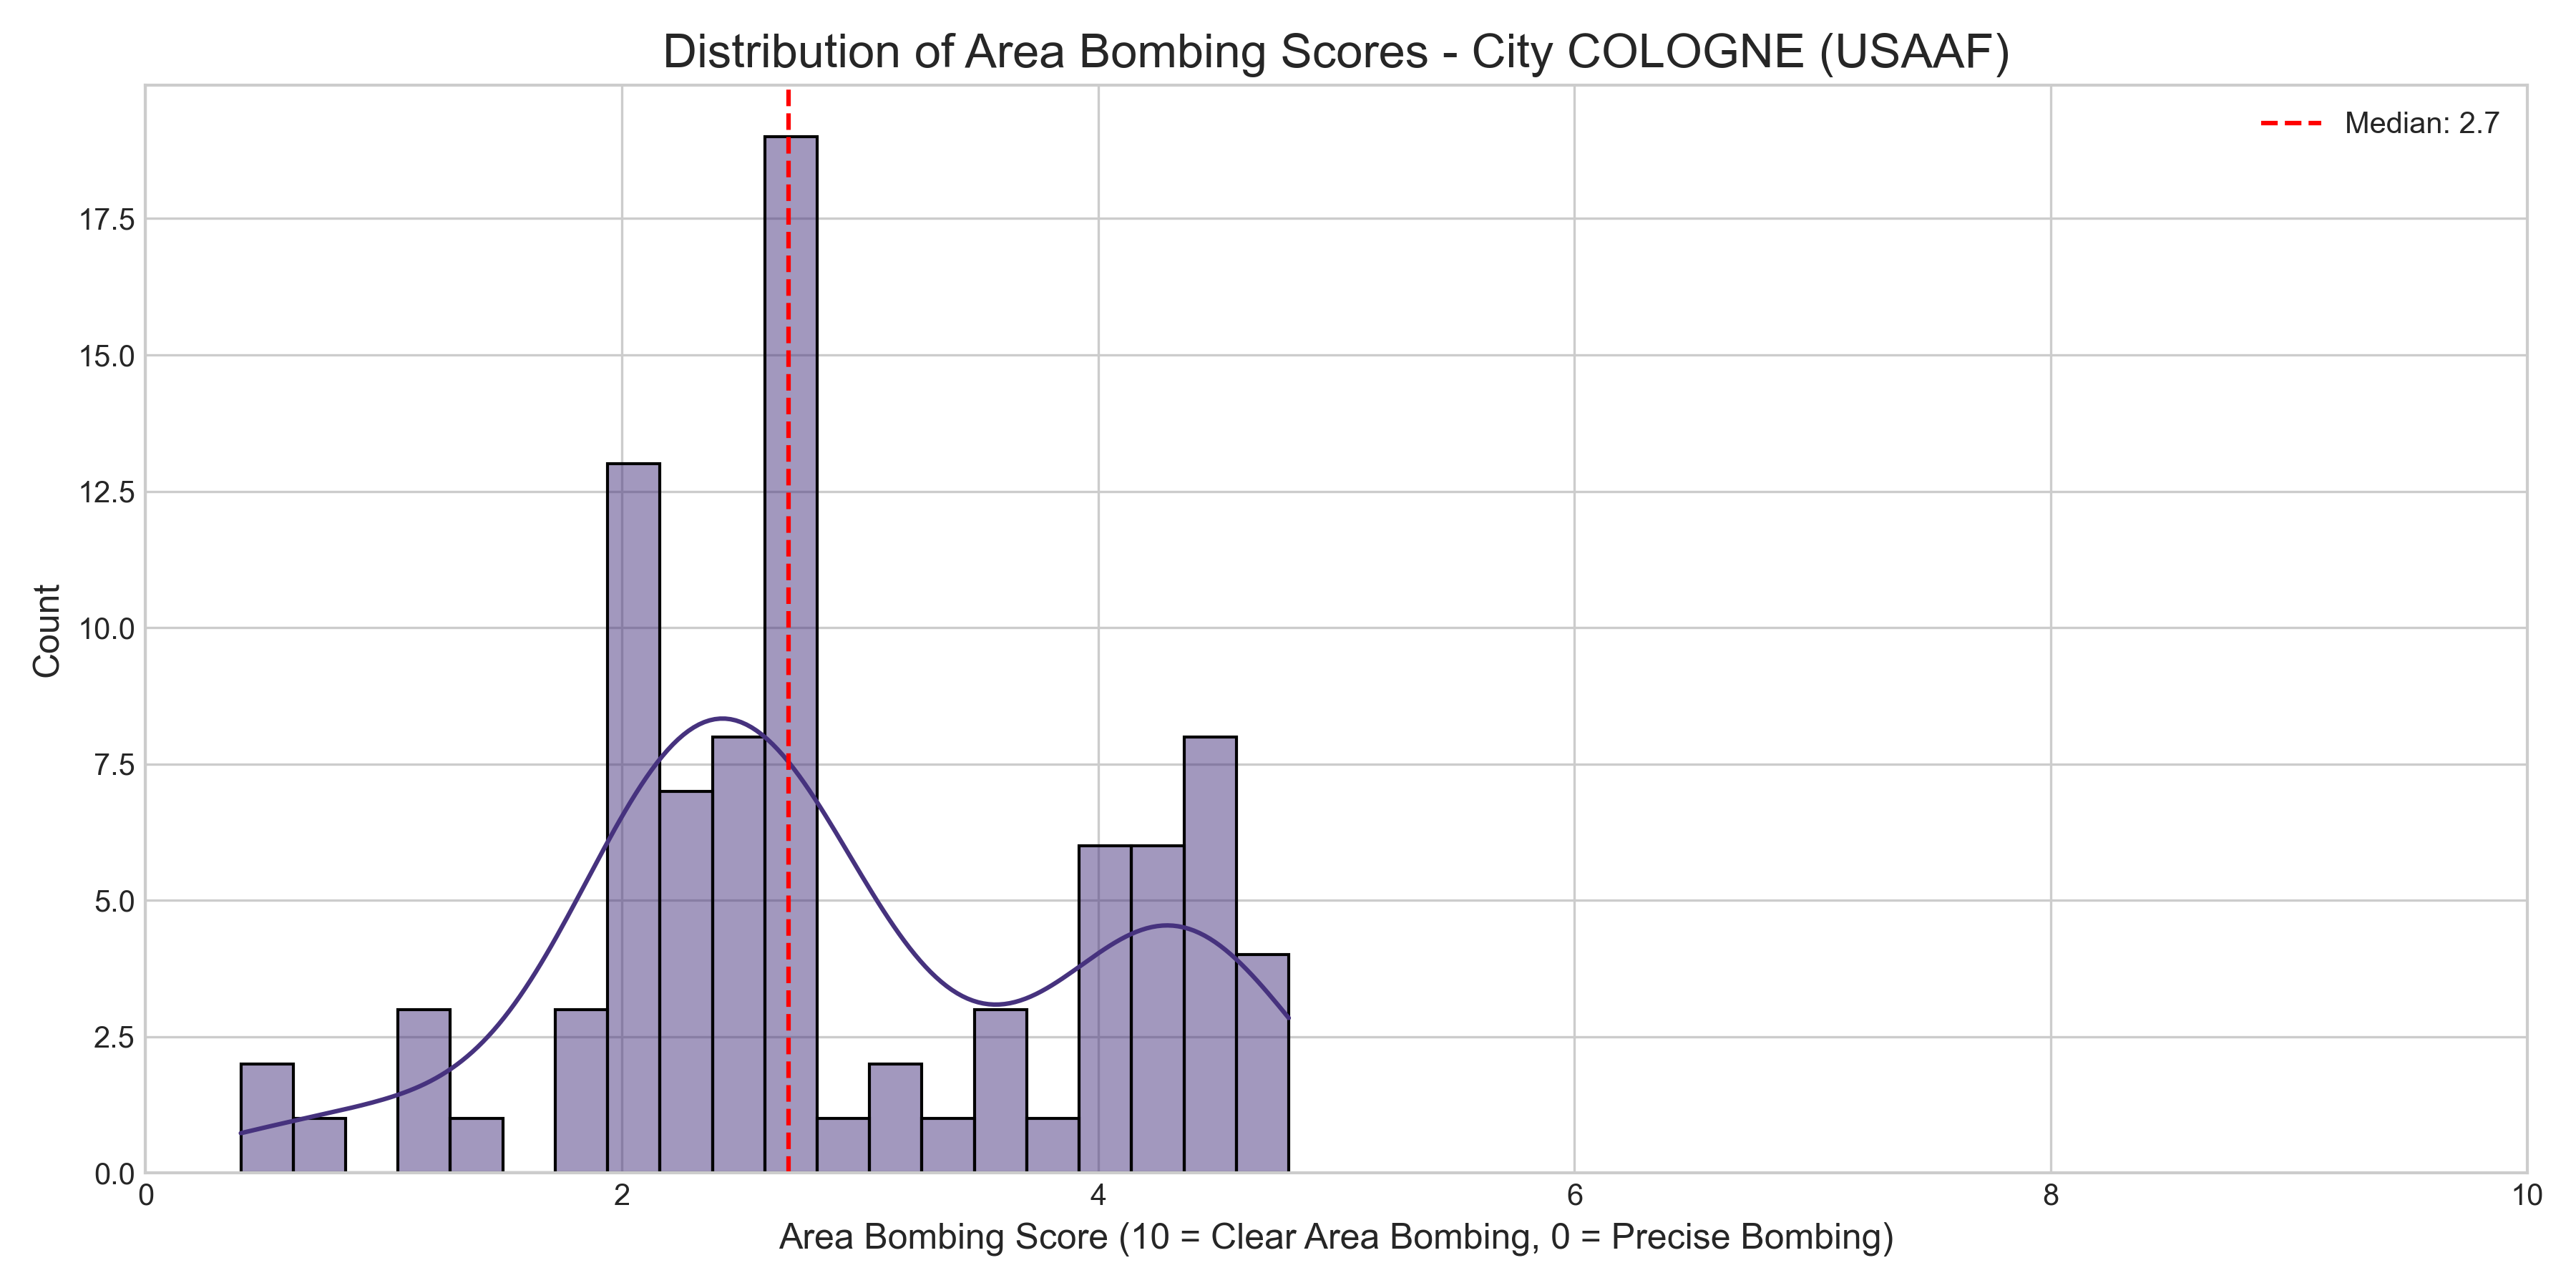 Distribution of Area Bombing Scores - City COLOGNE (USAAF)
Median: 2.7
17.5
15.0
12.5
10.0
7.5
5.0
2.5
0.0
Count
0 2 4 6 8 10
Area Bombing Score (10 = Clear Area Bombing, 0 = Precise Bombing)